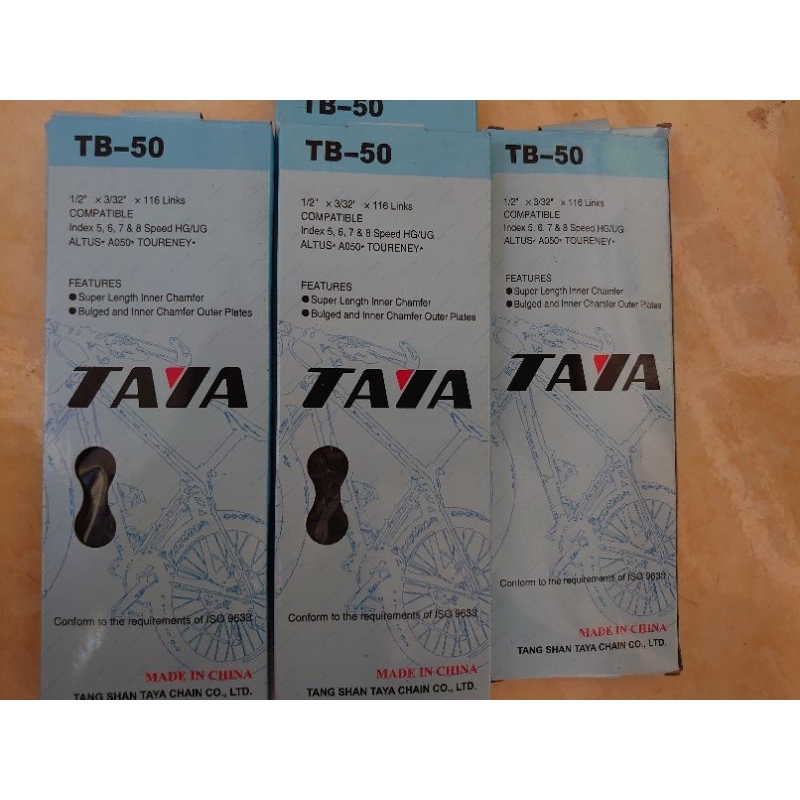 TB-50
TB-50
1/2" x 3/32" x 116 Links
COMPATIBLE
Index 5, 6, 7 & 8 Speed HG/UG
ALTUS• A050• TOURENEY•
FEATURES
● Super Length Inner Chamfer
● Bulged and Inner Chamfer Outer Plates
TAYA
Conform to the requirements of ISO 9633
MADE IN CHINA
TANG SHAN TAYA CHAIN CO., LTD.
TB-50
1/2" x 3/32" x 116 Links
COMPATIBLE
Index 5, 6, 7 & 8 Speed HG/UG
ALTUS• A050• TOURENEY•
FEATURES
● Super Length Inner Chamfer
● Bulged and Inner Chamfer Outer Plates
TAYA
Conform to the requirements of ISO 9633
MADE IN CHINA
TANG SHAN TAYA CHAIN CO., LTD.
TB-50
1/2" x 3/32" x 116 Links
COMPATIBLE
Index 5, 6, 7 & 8 Speed HG/UG
ALTUS• A050• TOURENEY•
FEATURES
● Super Length Inner Chamfer
● Bulged and Inner Chamfer Outer Plates
TAYA
Conform to the requirements of ISO 9633
MADE IN CHINA
TANG SHAN TAYA CHAIN CO., LTD.